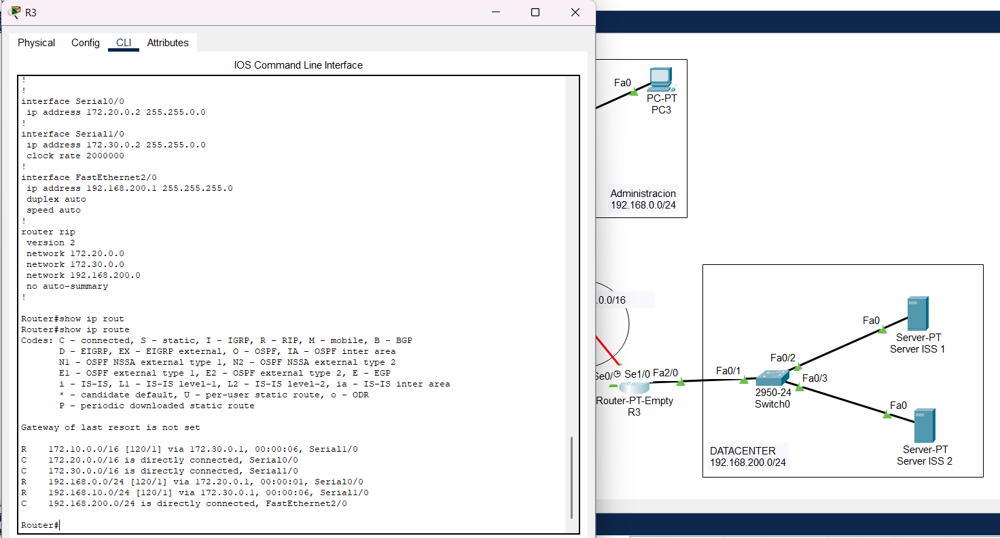 R3
Physical Config CLI Attributes
IOS Command Line Interface
!
!
interface Serial0/0
ip address 172.20.0.2 255.255.0.0
!
interface Serial1/0
ip address 172.30.0.2 255.255.0.0
clock rate 2000000
!
interface FastEthernet2/0
ip address 192.168.200.1 255.255.255.0
duplex auto
speed auto
!
router rip
version 2
network 172.20.0.0
network 172.30.0.0
network 192.168.200.0
no auto-summary
!
Router#show ip rout
Router#show ip route
Codes: C - connected, S - static, I - IGRP, R - RIP, M - mobile, B - BGP
D - EIGRP, EX - EIGRP external, O - OSPF, IA - OSPF inter area
N1 - OSPF NSSA external type 1, N2 - OSPF NSSA external type 2
E1 - OSPF external type 1, E2 - OSPF external type 2, E - EGP
i - IS-IS, L1 - IS-IS level-1, L2 - IS-IS level-2, ia - IS-IS inter area
* - candidate default, U - per-user static route, o - ODR
P - periodic downloaded static route
Gateway of last resort is not set
R 172.10.0.0/16 [120/1] via 172.30.0.1, 00:00:06, Serial1/0
C 172.20.0.0/16 is directly connected, Serial0/0
C 172.30.0.0/16 is directly connected, Serial1/0
R 192.168.0.0/24 [120/1] via 172.20.0.1, 00:00:01, Serial0/0
R 192.168.10.0/24 [120/1] via 172.30.0.1, 00:00:06, Serial1/0
C 192.168.200.0/24 is directly connected, FastEthernet2/0
Router#
Fa0
PC-PT
PC3
Administracion
192.168.0.0/24
.0.0/16
Se0/ Se1/0 Fa2/0
Router-PT-Empty
R3
Fa0/1
Fa0/2
Fa0/3
2950-24
Switch0
Fa0
Server-PT
Server ISS 1
Fa0
Server-PT
Server ISS 2
DATACENTER
192.168.200.0/24